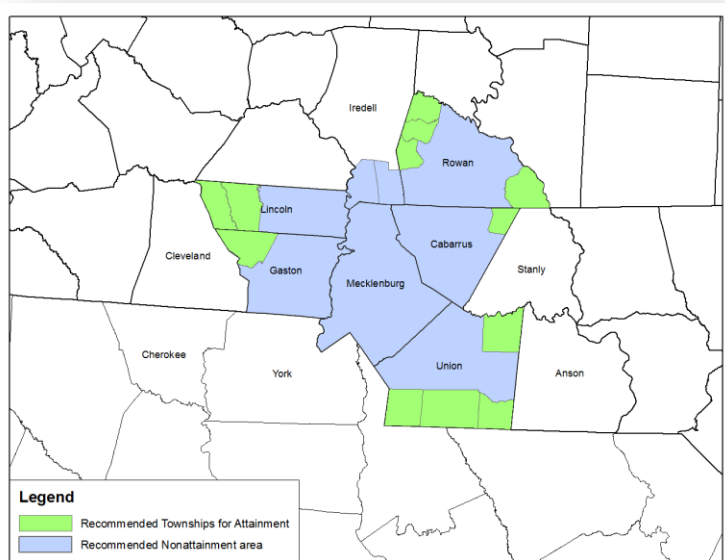 Iredell
Rowan
Lincoln
Cabarrus
Cleveland
Gaston
Stanly
Mecklenburg
Cherokee
York
Union
Anson
Legend
Recommended Townships for Attainment
Recommended Nonattainment area